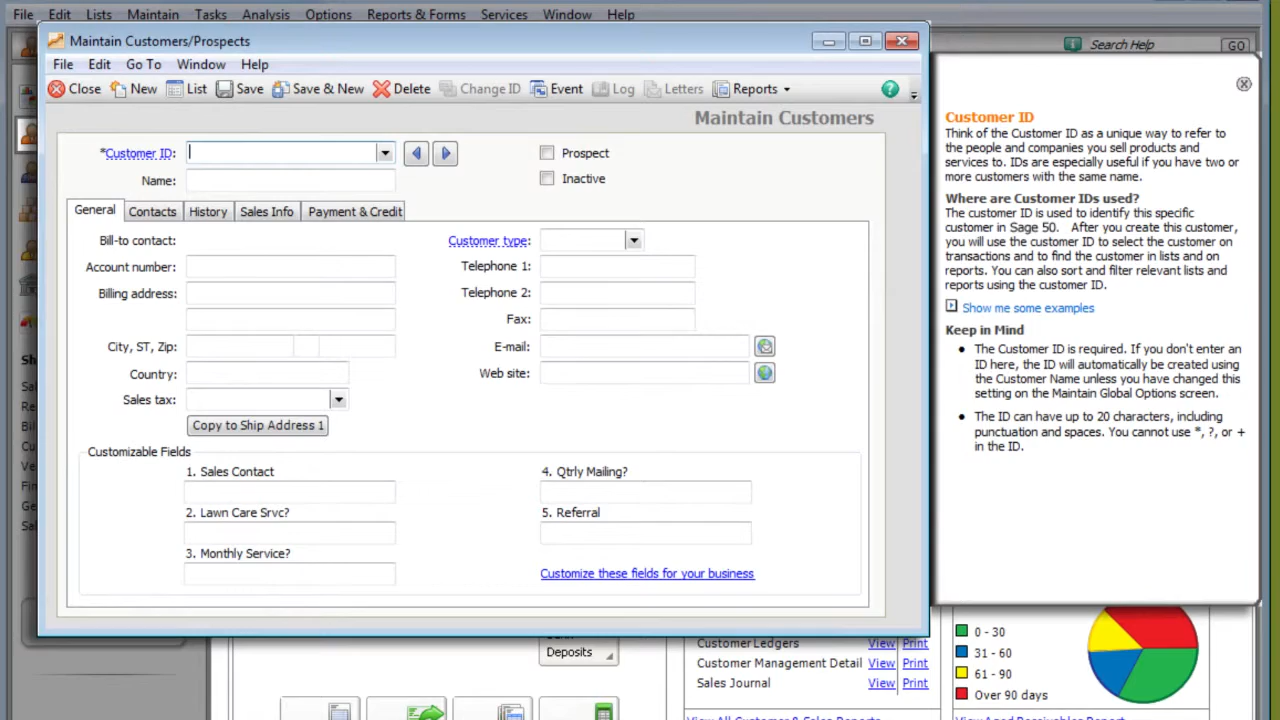 File Edit Lists Maintain Tasks Analysis Options Reports & Forms Services Window Help
Maintain Customers/Prospects
Search Help GO
File Edit Go To Window Help
Close New List Save Save & New Delete Change ID Event Log Letters Reports
Maintain Customers
*Customer ID: Prospect
Name: Inactive
General Contacts History Sales Info Payment & Credit
Bill-to contact: Customer type:
Account number: Telephone 1:
Billing address: Telephone 2:
Fax:
City, ST, Zip: E-mail:
Country: Web site:
Sales tax:
Copy to Ship Address 1
Customizable Fields
1. Sales Contact 4. Qtrly Mailing?
2. Lawn Care Srvc? 5. Referral
3. Monthly Service?
Customize these fields for your business
Customer ID
Think of the Customer ID as a unique way to refer to
the people and companies you sell products and
services to. IDs are especially useful if you have two or
more customers with the same name.
Where are Customer IDs used?
The customer ID is used to identify this specific
customer in Sage 50. After you create this customer,
you will use the customer ID to select the customer on
transactions and to find the customer in lists and on
reports. You can also sort and filter relevant lists and
reports using the customer ID.
Show me some examples
Keep in Mind
• The Customer ID is required. If you don't enter an
ID here, the ID will automatically be created using
the Customer Name unless you have changed this
setting on the Maintain Global Options screen.
• The ID can have up to 20 characters, including
punctuation and spaces. You cannot use *, ?, or +
in the ID.
Deposits
Customer Ledgers View Print
Customer Management Detail View Print
Sales Journal View Print
View All Customer & Sales Reports
0 - 30
31 - 60
61 - 90
Over 90 days
View Aged Receivables Report